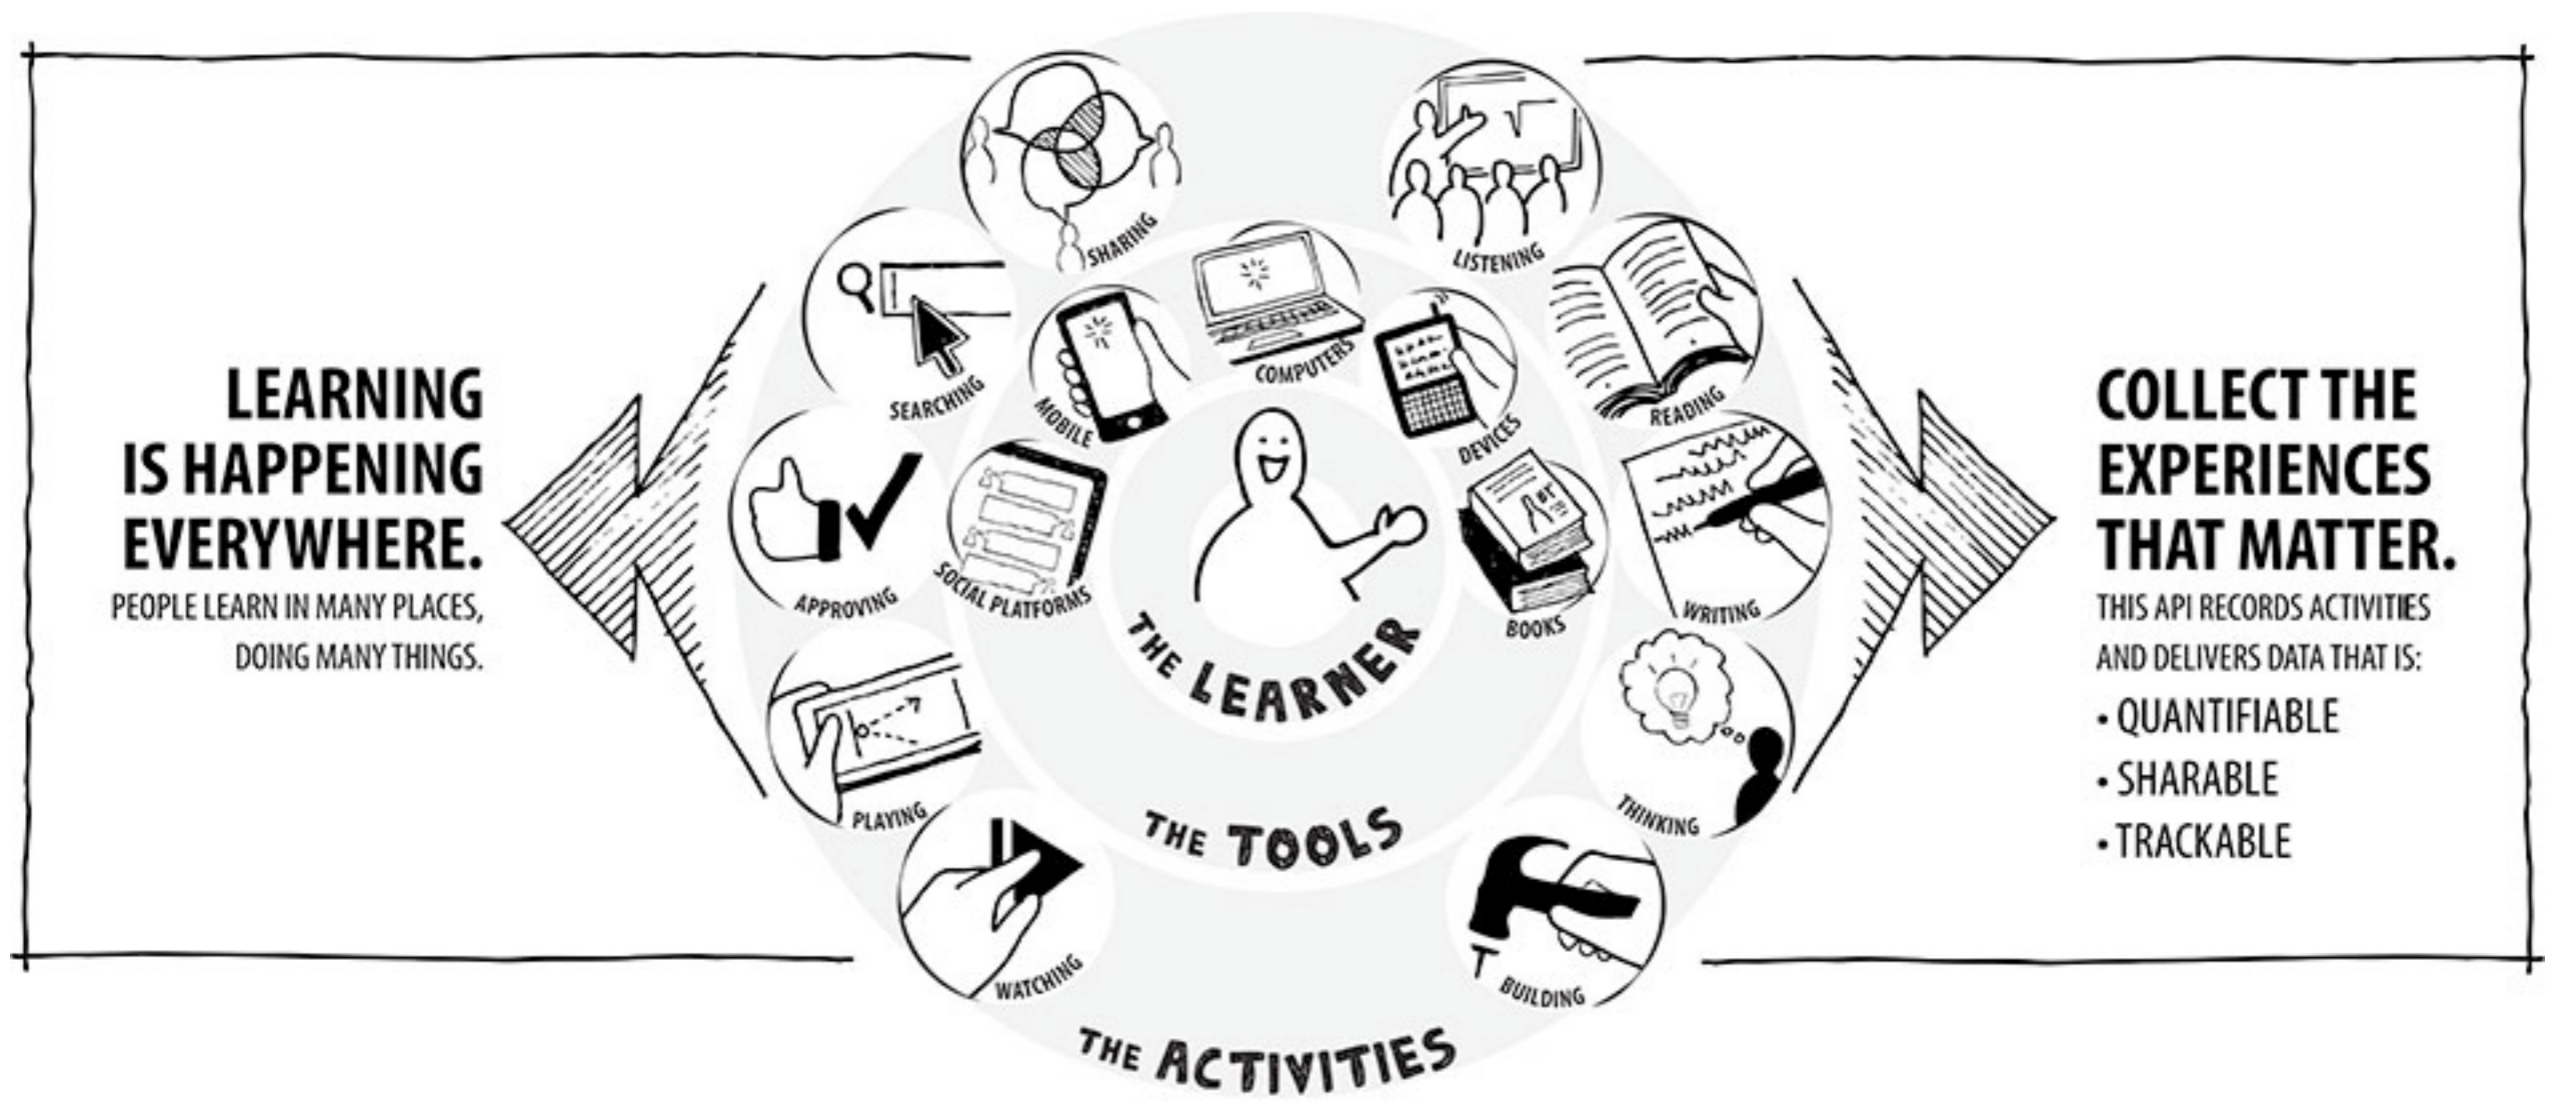 LEARNING
IS HAPPENING
EVERYWHERE.
PEOPLE LEARN IN MANY PLACES,
DOING MANY THINGS.
SHARING
LISTENING
SEARCHING
READING
APPROVING
WRITING
PLAYING
THINKING
WATCHING
BUILDING
MOBILE
COMPUTERS
DEVICES
SOCIAL PLATFORMS
BOOKS
THE LEARNER
THE TOOLS
THE ACTIVITIES
COLLECT THE
EXPERIENCES
THAT MATTER.
THIS API RECORDS ACTIVITIES
AND DELIVERS DATA THAT IS:
• QUANTIFIABLE
• SHARABLE
• TRACKABLE